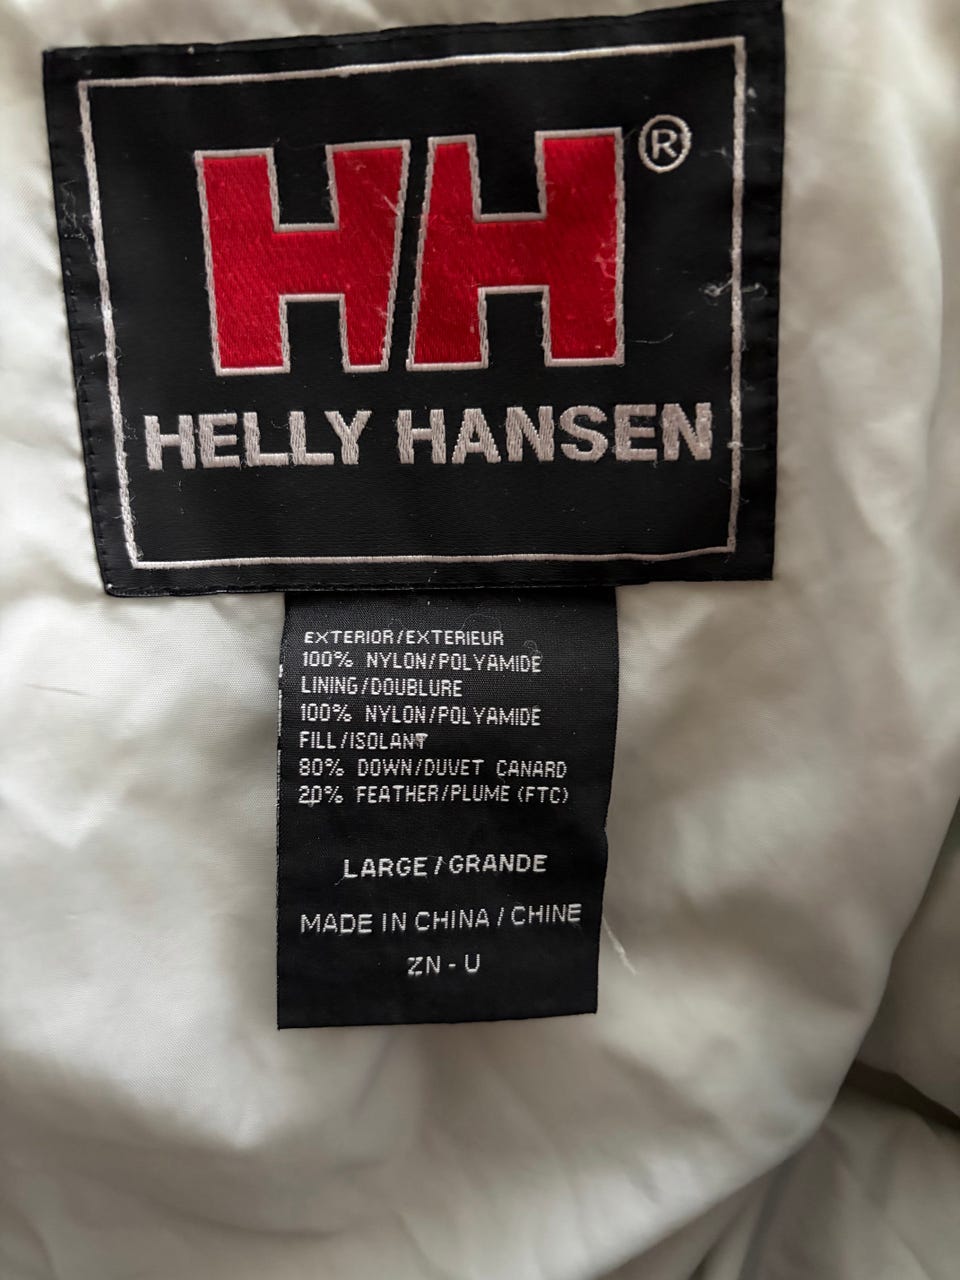 HH®
HELLY HANSEN
EXTERIOR/EXTERIEUR
100% NYLON/POLYAMIDE
LINING/DOUBLURE
100% NYLON/POLYAMIDE
FILL/ISOLANT
80% DOWN/DUVET CANARD
20% FEATHER/PLUME (FTC)
LARGE/GRANDE
MADE IN CHINA/CHINE
ZN-U